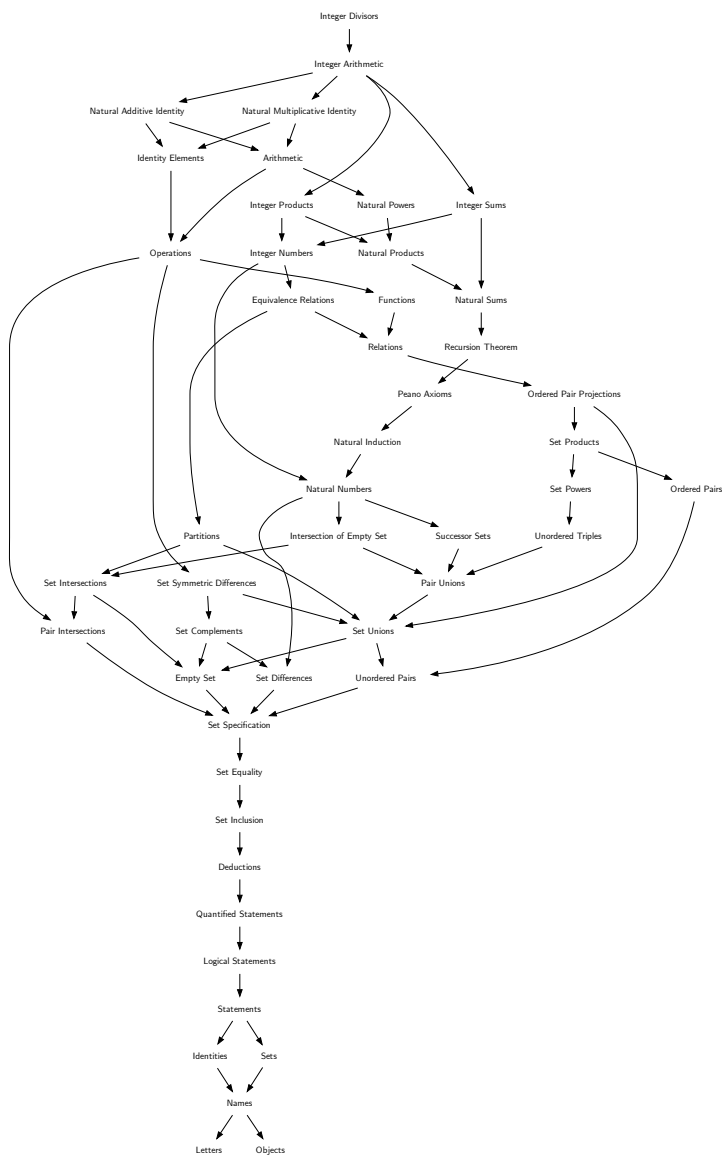 Integer Divisors
Integer Arithmetic
Natural Additive Identity
Natural Multiplicative Identity
Identity Elements
Arithmetic
Integer Products
Natural Powers
Integer Sums
Operations
Integer Numbers
Natural Products
Equivalence Relations
Functions
Natural Sums
Relations
Recursion Theorem
Peano Axioms
Ordered Pair Projections
Natural Induction
Set Products
Natural Numbers
Set Powers
Ordered Pairs
Partitions
Intersection of Empty Set
Successor Sets
Unordered Triples
Set Intersections
Set Symmetric Differences
Pair Unions
Pair Intersections
Set Complements
Set Unions
Empty Set
Set Differences
Unordered Pairs
Set Specification
Set Equality
Set Inclusion
Deductions
Quantified Statements
Logical Statements
Statements
Identities
Sets
Names
Letters
Objects